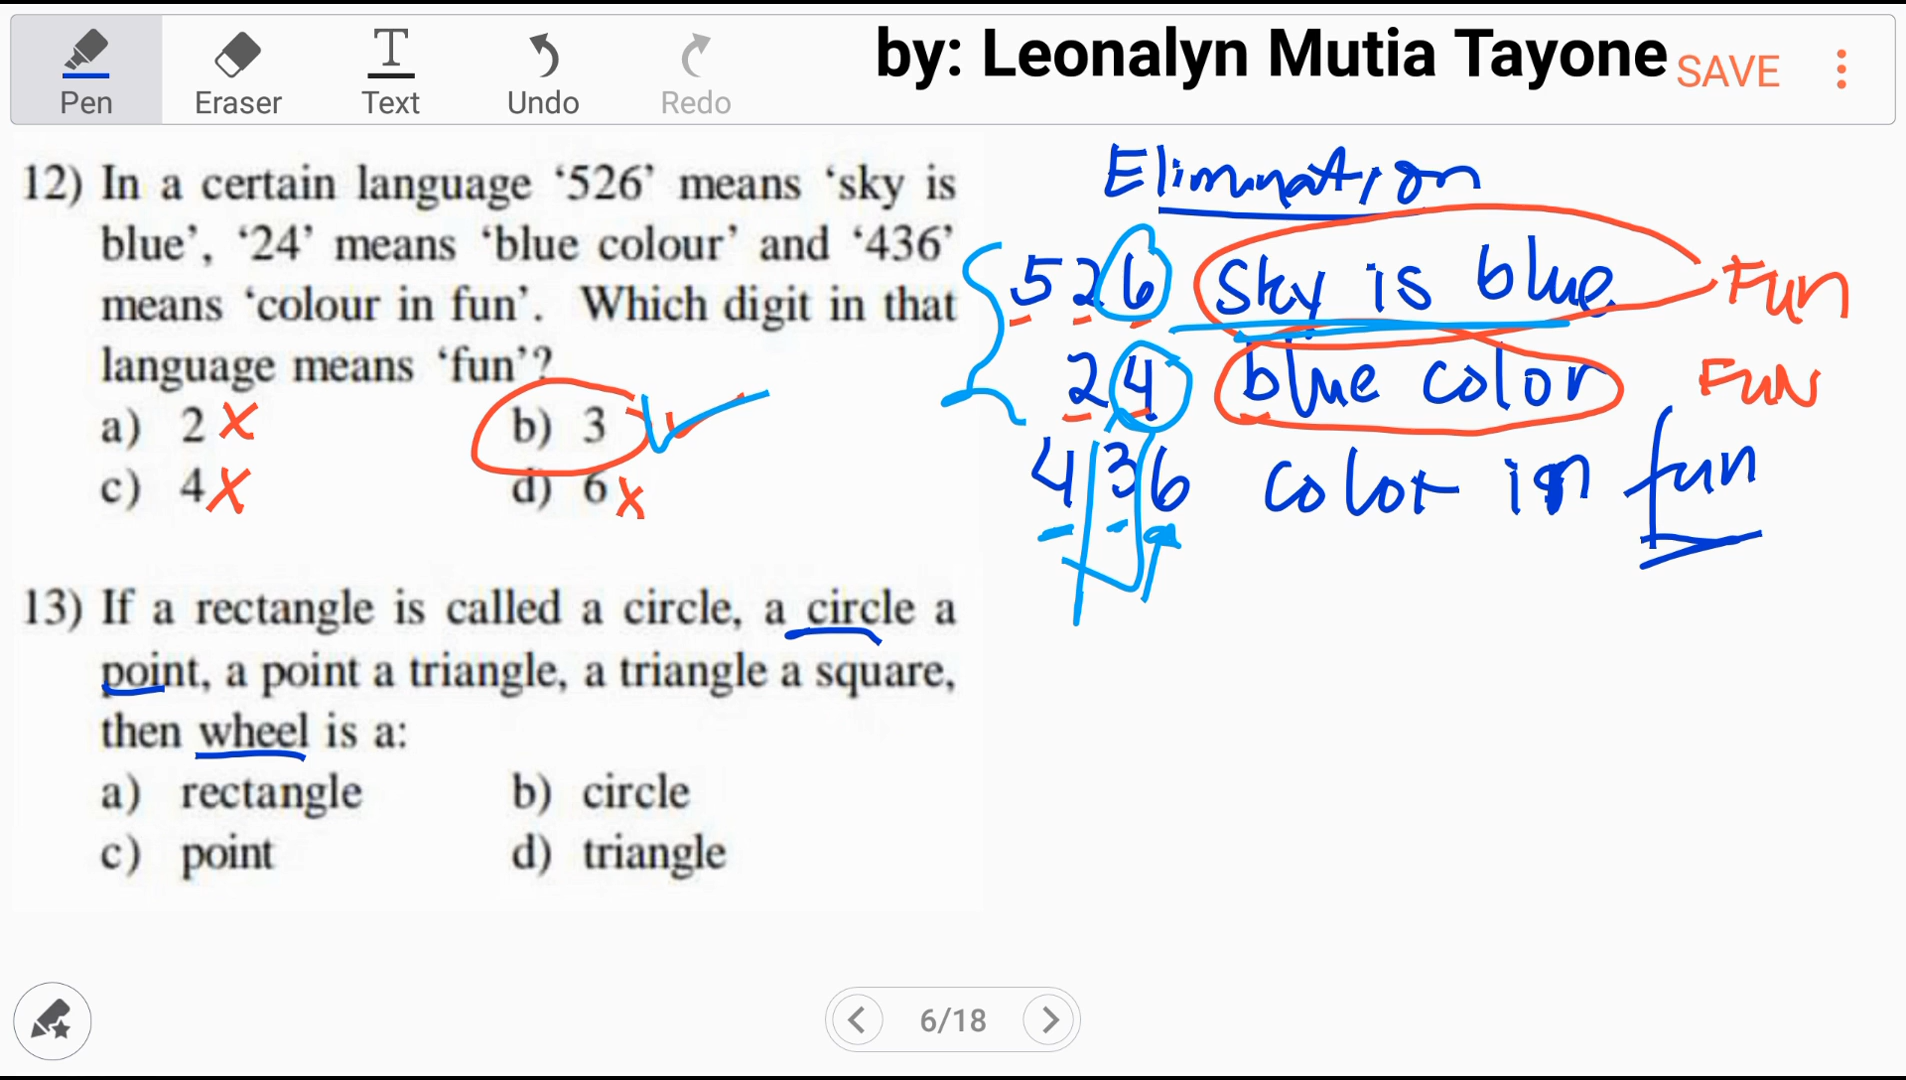 by: Leonalyn Mutia Tayone
SAVE
Pen
Eraser
Text
Undo
Redo
12) In a certain language ‘526’ means ‘sky is
blue’, ‘24’ means ‘blue colour’ and ‘436’
means ‘colour in fun’. Which digit in that
language means ‘fun’?
a) 2 x
b) 3
c) 4 x
d) 6 x
13) If a rectangle is called a circle, a circle a
point, a point a triangle, a triangle a square,
then wheel is a:
a) rectangle
b) circle
c) point
d) triangle
Elimination
526 sky is blue Fun
24 blue color FUN
436 color in fun
6/18